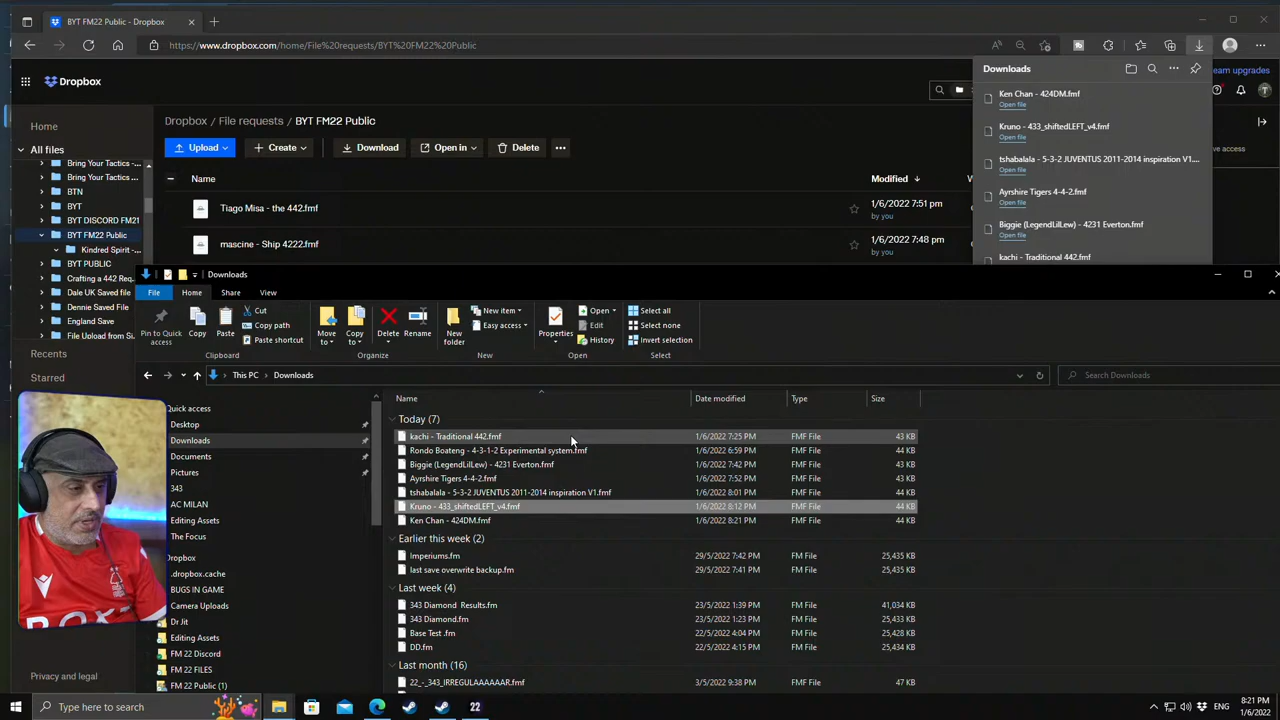 BYT FM22 Public - Dropbox
https://www.dropbox.com/home/File%20requests/BYT%20FM22%20Public
Dropbox
Downloads
Ken Chan - 424DM.fmf
Open file
Kruno - 433_shiftedLEFT_v4.fmf
Open file
tshabalala - 5-3-2 JUVENTUS 2011-2014 inspiration V1....
Open file
Ayrshire Tigers 4-4-2.fmf
Open file
Biggie (LegendLilLew) - 4231 Everton.fmf
Open file
kachi - Traditional 442.fmf
eam upgrades
ve access
Home
All files
Bring Your Tactics -...
Bring Your Tactics -...
BTN
BYT
BYT DISCORD FM21
BYT FM22 Public
Kindred Spirit -...
BYT PUBLIC
Crafting a 442 Req...
Dale UK Saved file
Dennie Saved File
England Save
File Upload from Su...
Recents
Starred
Privacy and legal
Dropbox > File requests > BYT FM22 Public
Upload
Create
Download
Open in
Delete
Name
Modified
Tiago Misa - the 442.fmf
1/6/2022 7:51 pm
by you
mascine - Ship 4222.fmf
1/6/2022 7:48 pm
by you
Downloads
File
Home
Share
View
Pin to Quick access
Copy
Paste
Cut
Copy path
Paste shortcut
Clipboard
Move to
Copy to
Delete
Rename
Organize
New folder
New item
Easy access
New
Properties
Open
Edit
History
Open
Select all
Select none
Invert selection
Select
This PC > Downloads
Search Downloads
Quick access
Desktop
Downloads
Documents
Pictures
343
AC MILAN
Editing Assets
The Focus
Dropbox
.dropbox.cache
BUGS IN GAME
Camera Uploads
Dr Jit
Editing Assets
FM 22 Discord
FM 22 FILES
FM 22 Public (1)
Name Date modified Type Size
Today (7)
kachi - Traditional 442.fmf 1/6/2022 7:25 PM FMF File 43 KB
Rondo Boateng - 4-3-1-2 Experimental system.fmf 1/6/2022 6:59 PM FMF File 44 KB
Biggie (LegendLilLew) - 4231 Everton.fmf 1/6/2022 7:42 PM FMF File 43 KB
Ayrshire Tigers 4-4-2.fmf 1/6/2022 7:52 PM FMF File 43 KB
tshabalala - 5-3-2 JUVENTUS 2011-2014 inspiration V1.fmf 1/6/2022 8:01 PM FMF File 44 KB
Kruno - 433_shiftedLEFT_v4.fmf 1/6/2022 8:12 PM FMF File 44 KB
Ken Chan - 424DM.fmf 1/6/2022 8:21 PM FMF File 44 KB
Earlier this week (2)
Imperiums.fm 29/5/2022 7:42 PM FM File 25,435 KB
last save overwrite backup.fm 29/5/2022 7:41 PM FM File 25,435 KB
Last week (4)
343 Diamond Results.fm 23/5/2022 1:39 PM FM File 41,034 KB
343 Diamond.fm 23/5/2022 1:23 PM FM File 25,433 KB
Base Test .fm 22/5/2022 4:04 PM FM File 25,428 KB
DD.fm 22/5/2022 4:15 PM FM File 25,434 KB
Last month (16)
22_-_343_IRREGULAAAAAAR.fmf 3/5/2022 9:38 PM FMF File 47 KB
Type here to search
22
ENG
8:21 PM
1/6/2022